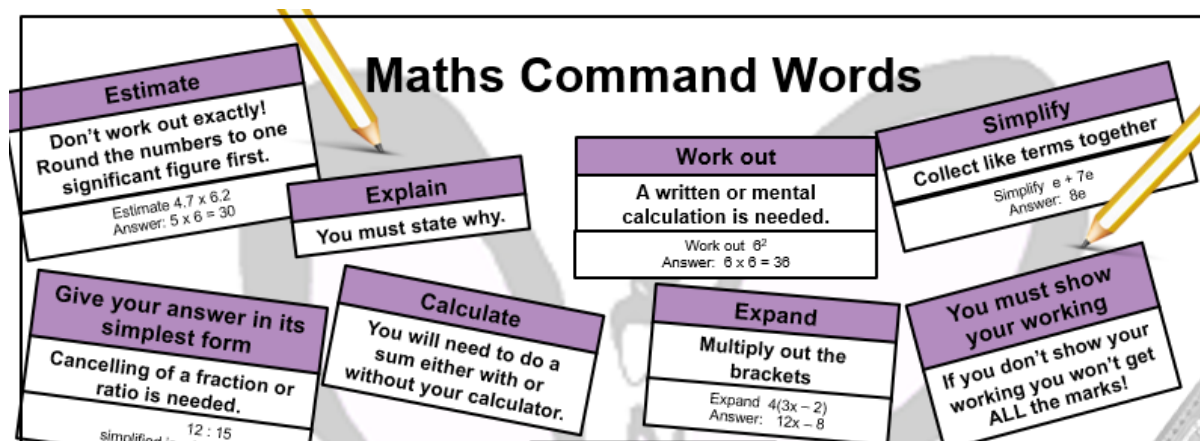 Maths Command Words
Estimate
Don't work out exactly!
Round the numbers to one
significant figure first.
Estimate 4.7 x 6.2
Answer: 5 x 6 = 30
Explain
You must state why.
Work out
A written or mental
calculation is needed.
Work out 6²
Answer: 6 x 6 = 36
Simplify
Collect like terms together
Simplify e + 7e
Answer: 8e
Give your answer in its
simplest form
Cancelling of a fraction or
ratio is needed.
12 : 15
simplified
Calculate
You will need to do a
sum either with or
without your calculator.
Expand
Multiply out the
brackets
Expand 4(3x – 2)
Answer: 12x – 8
You must show
your working
If you don't show your
working you won't get
ALL the marks!